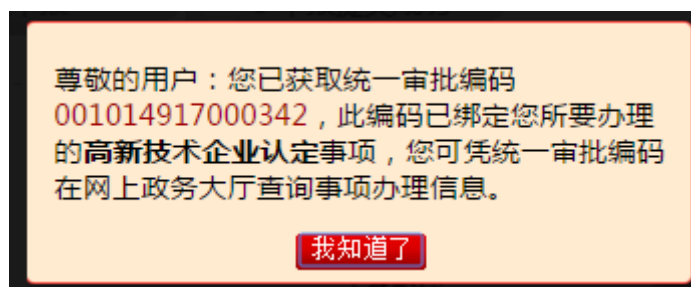 尊敬的用户：您已获取统一审批编码
001014917000342，此编码已绑定您所要办理
的高新技术企业认定事项，您可凭统一审批编码
在网上政务大厅查询事项办理信息。
我知道了